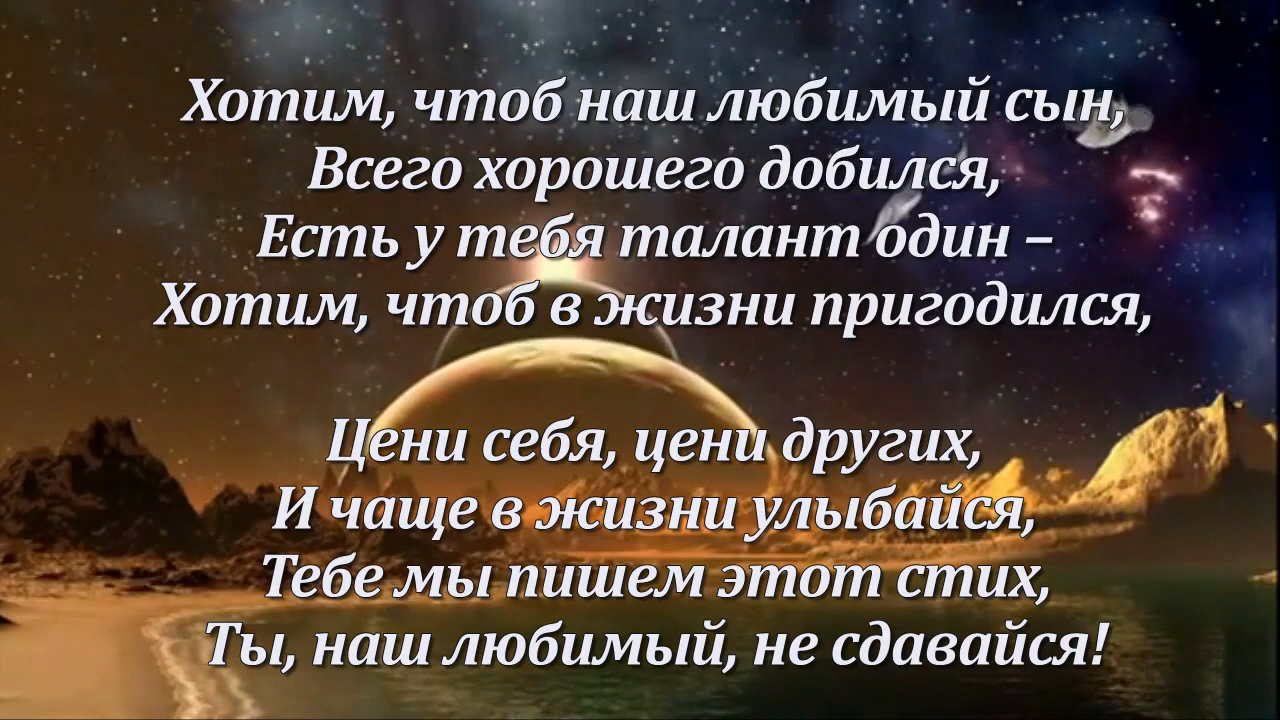 Хотим, чтоб наш любимый сын,
Всего хорошего добился,
Есть у тебя талант один –
Хотим, чтоб в жизни пригодился,
Цени себя, цени других,
И чаще в жизни улыбайся,
Тебе мы пишем этот стих,
Ты, наш любимый, не сдавайся!